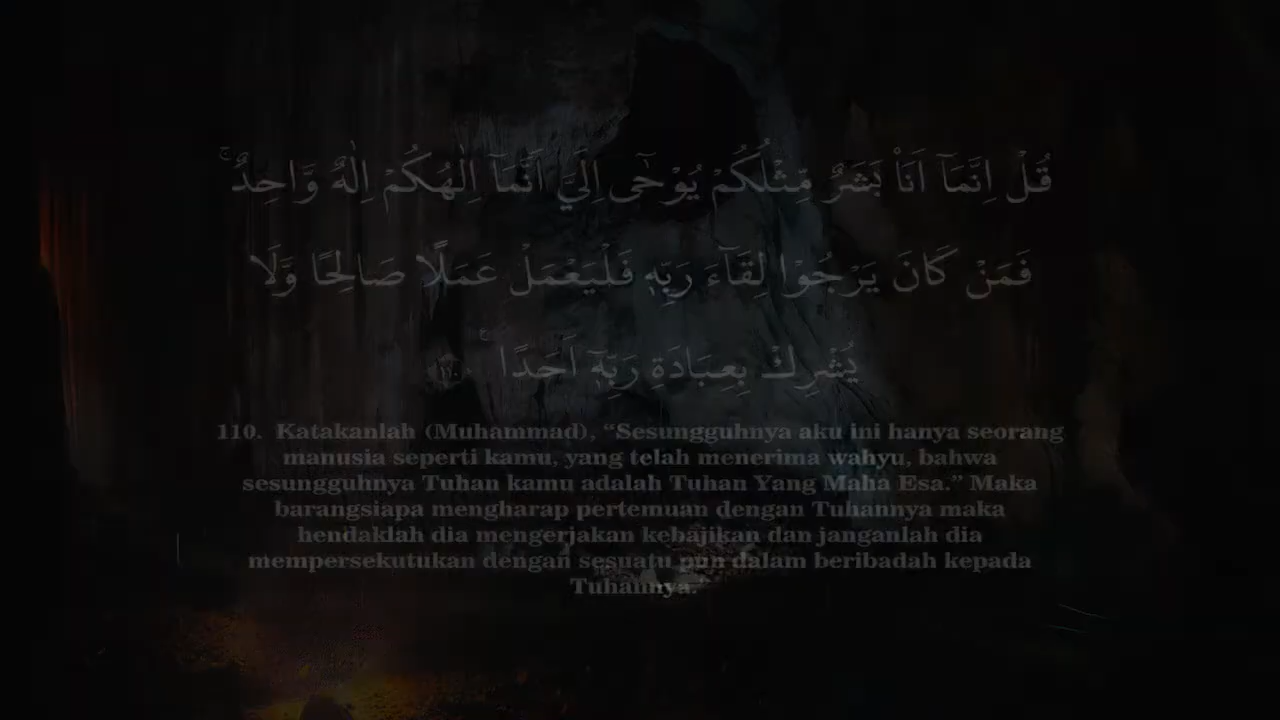 قُلْ اِنَّمَآ اَنَا۠ بَشَرٌ مِّثْلُكُمْ يُوْحٰٓى اِلَيَّ اَنَّمَآ اِلٰهُكُمْ اِلٰهٌ وَّاحِدٌۚ
فَمَنْ كَانَ يَرْجُوْا لِقَاۤءَ رَبِّهٖ فَلْيَعْمَلْ عَمَلًا صَالِحًا وَّلَا
يُشْرِكْ بِعِبَادَةِ رَبِّهٖٓ اَحَدًا ۚ ١١٠
110. Katakanlah (Muhammad), “Sesungguhnya aku ini hanya seorang
manusia seperti kamu, yang telah menerima wahyu, bahwa
sesungguhnya Tuhan kamu adalah Tuhan Yang Maha Esa.” Maka
barangsiapa mengharap pertemuan dengan Tuhannya maka
hendaklah dia mengerjakan kebajikan dan janganlah dia
mempersekutukan dengan sesuatu pun dalam beribadah kepada
Tuhannya.